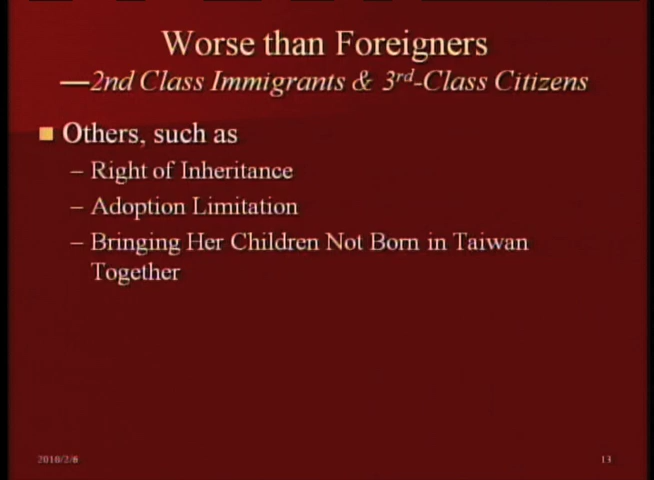 Worse than Foreigners
—2nd Class Immigrants & 3rd-Class Citizens
Others, such as
– Right of Inheritance
– Adoption Limitation
– Bringing Her Children Not Born in Taiwan
Together
2010/2/6
13